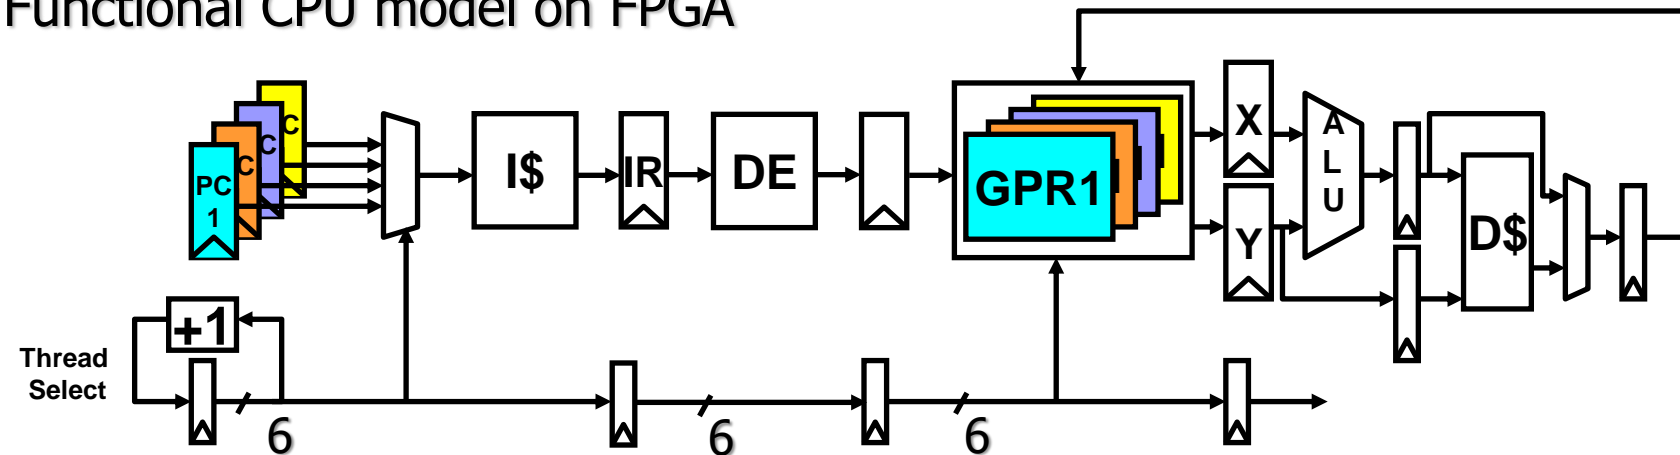 Functional CPU model on FPGA
C
C
C
PC
1
I$
IR
DE
GPR1
X
Y
A
L
U
D$
+1
Thread
Select
6
6
6